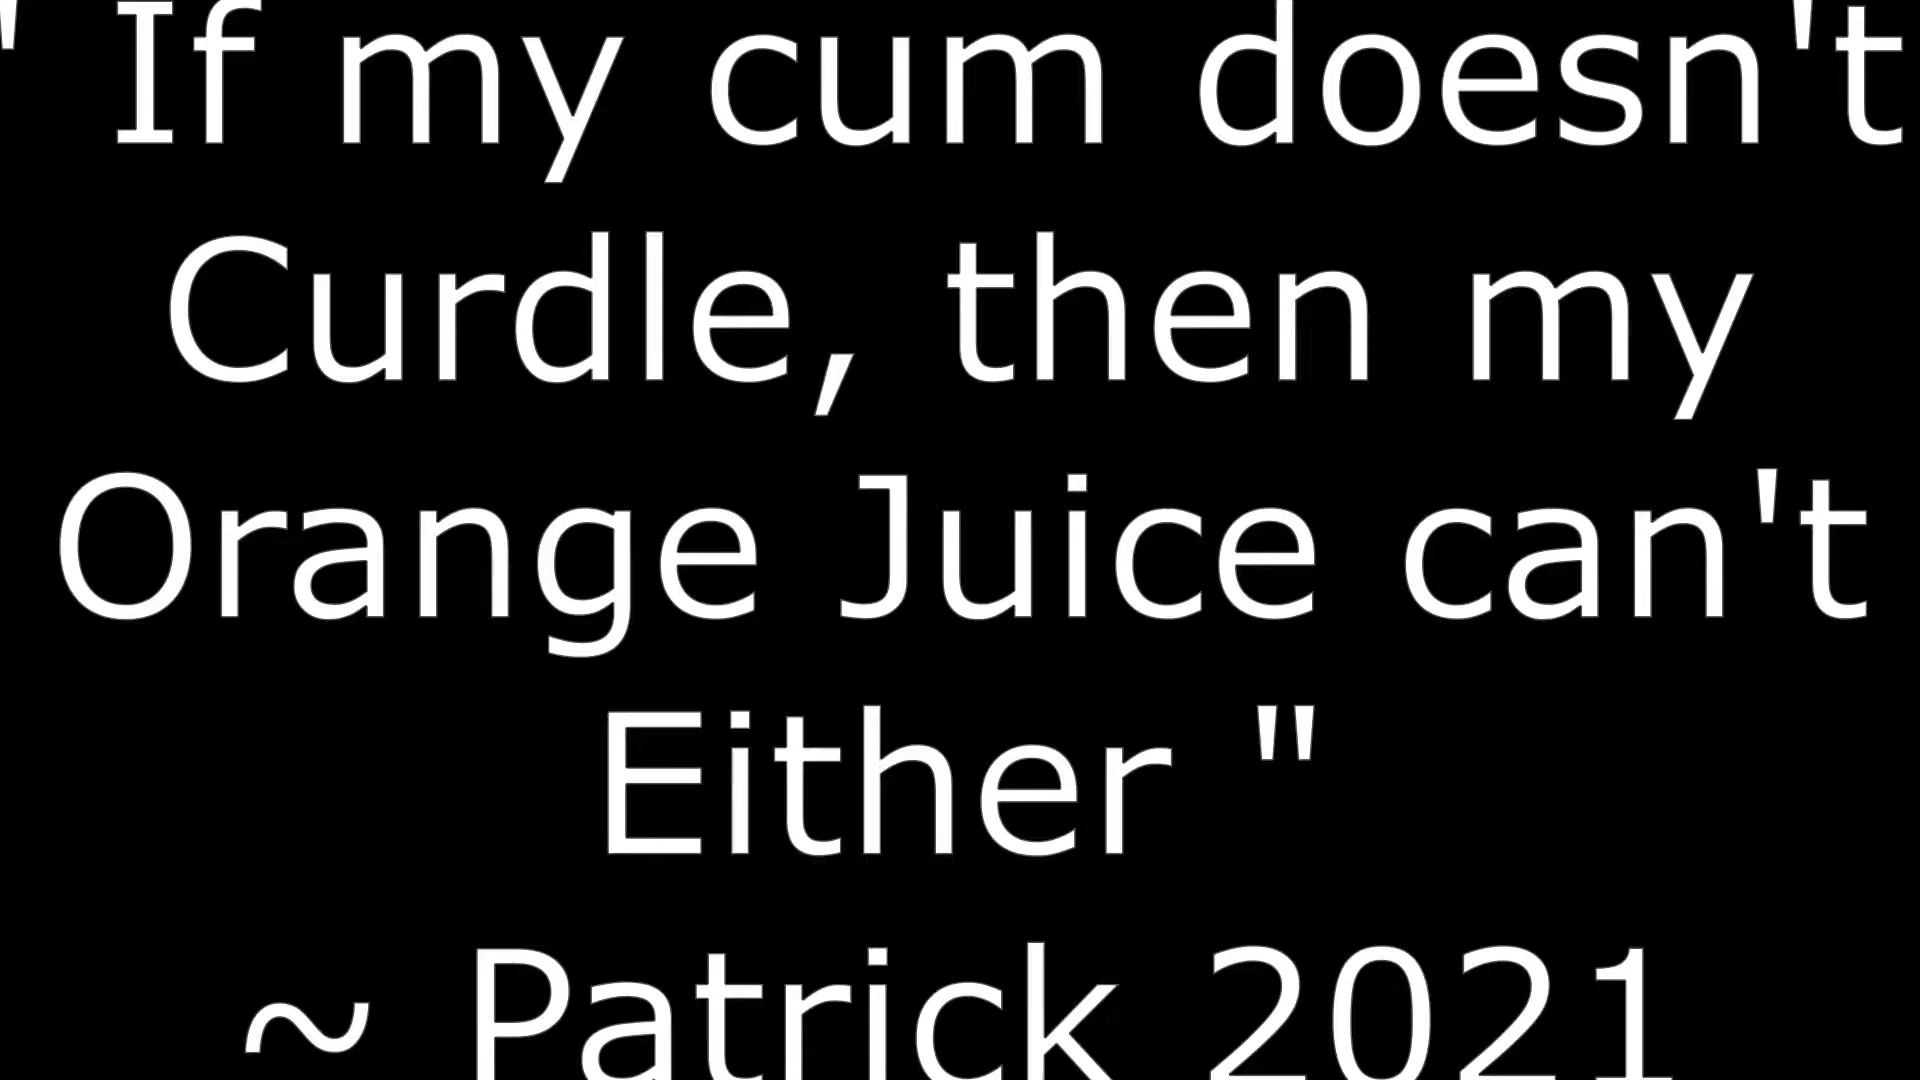 " If my cum doesn't
Curdle, then my
Orange Juice can't
Either "
~ Patrick 2021